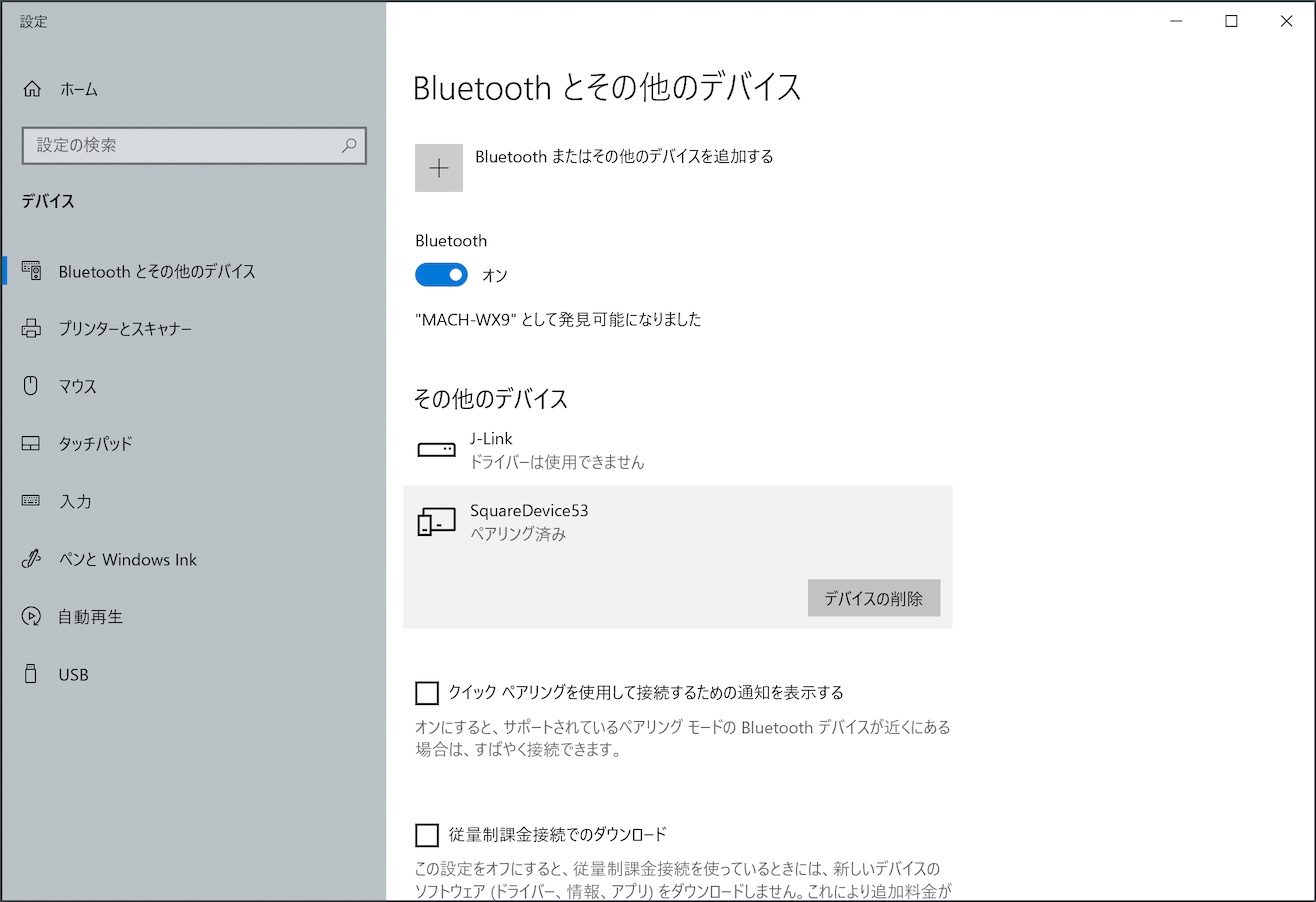 設定
ホーム
設定の検索
デバイス
Bluetooth とその他のデバイス
プリンターとスキャナー
マウス
タッチパッド
入力
ペンと Windows Ink
自動再生
USB
Bluetooth とその他のデバイス
Bluetooth またはその他のデバイスを追加する
Bluetooth
オン
"MACH-WX9" として発見可能になりました
その他のデバイス
J-Link
ドライバーは使用できません
SquareDevice53
ペアリング済み
デバイスの削除
クイック ペアリングを使用して接続するための通知を表示する
オンにすると、サポートされているペアリング モードの Bluetooth デバイスが近くにある
場合は、すばやく接続できます。
従量制課金接続でのダウンロード
この設定をオフにすると、従量制課金接続を使っているときには、新しいデバイスの
ソフトウェア (ドライバー、情報、アプリ) をダウンロードしません。これにより追加料金が